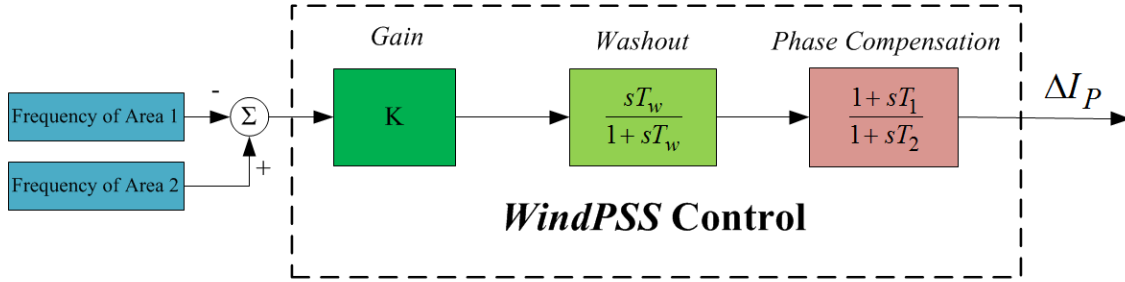 Gain
Washout
Phase Compensation
Frequency of Area 1
-
Σ
K
sT_w
1 + sT_w
1 + sT_1
1 + sT_2
ΔI_P
Frequency of Area 2
+
WindPSS Control